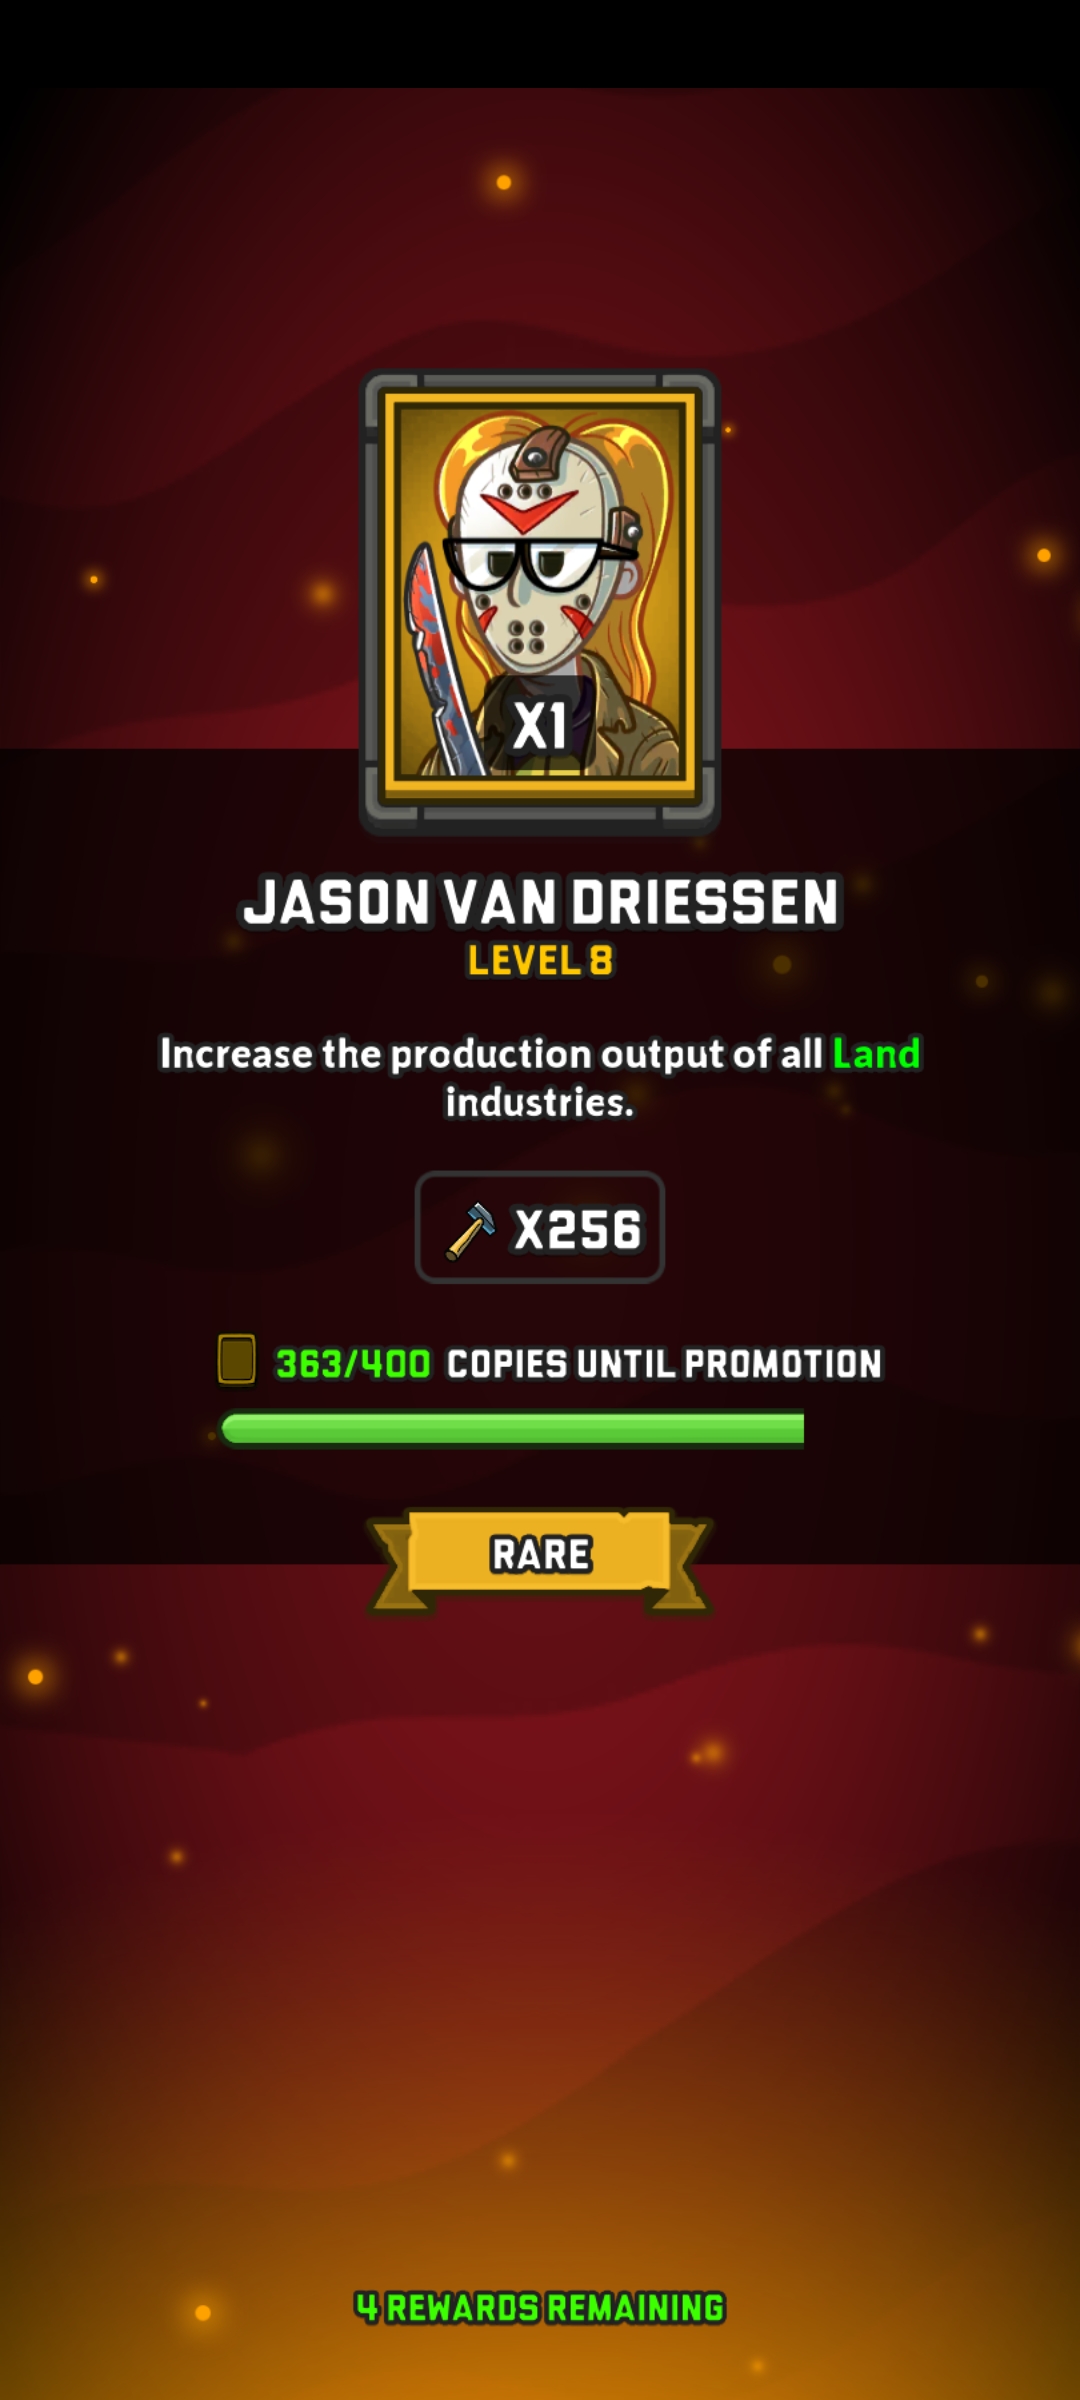 X1
JASON VAN DRIESSEN
LEVEL 8
Increase the production output of all Land
industries.
X256
363/400 COPIES UNTIL PROMOTION
RARE
4 REWARDS REMAINING